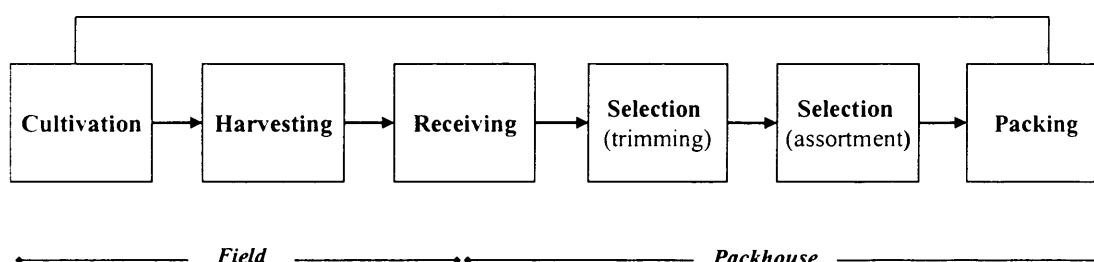 Cultivation
Harvesting
Receiving
Selection
(trimming)
Selection
(assortment)
Packing
Field
Packhouse